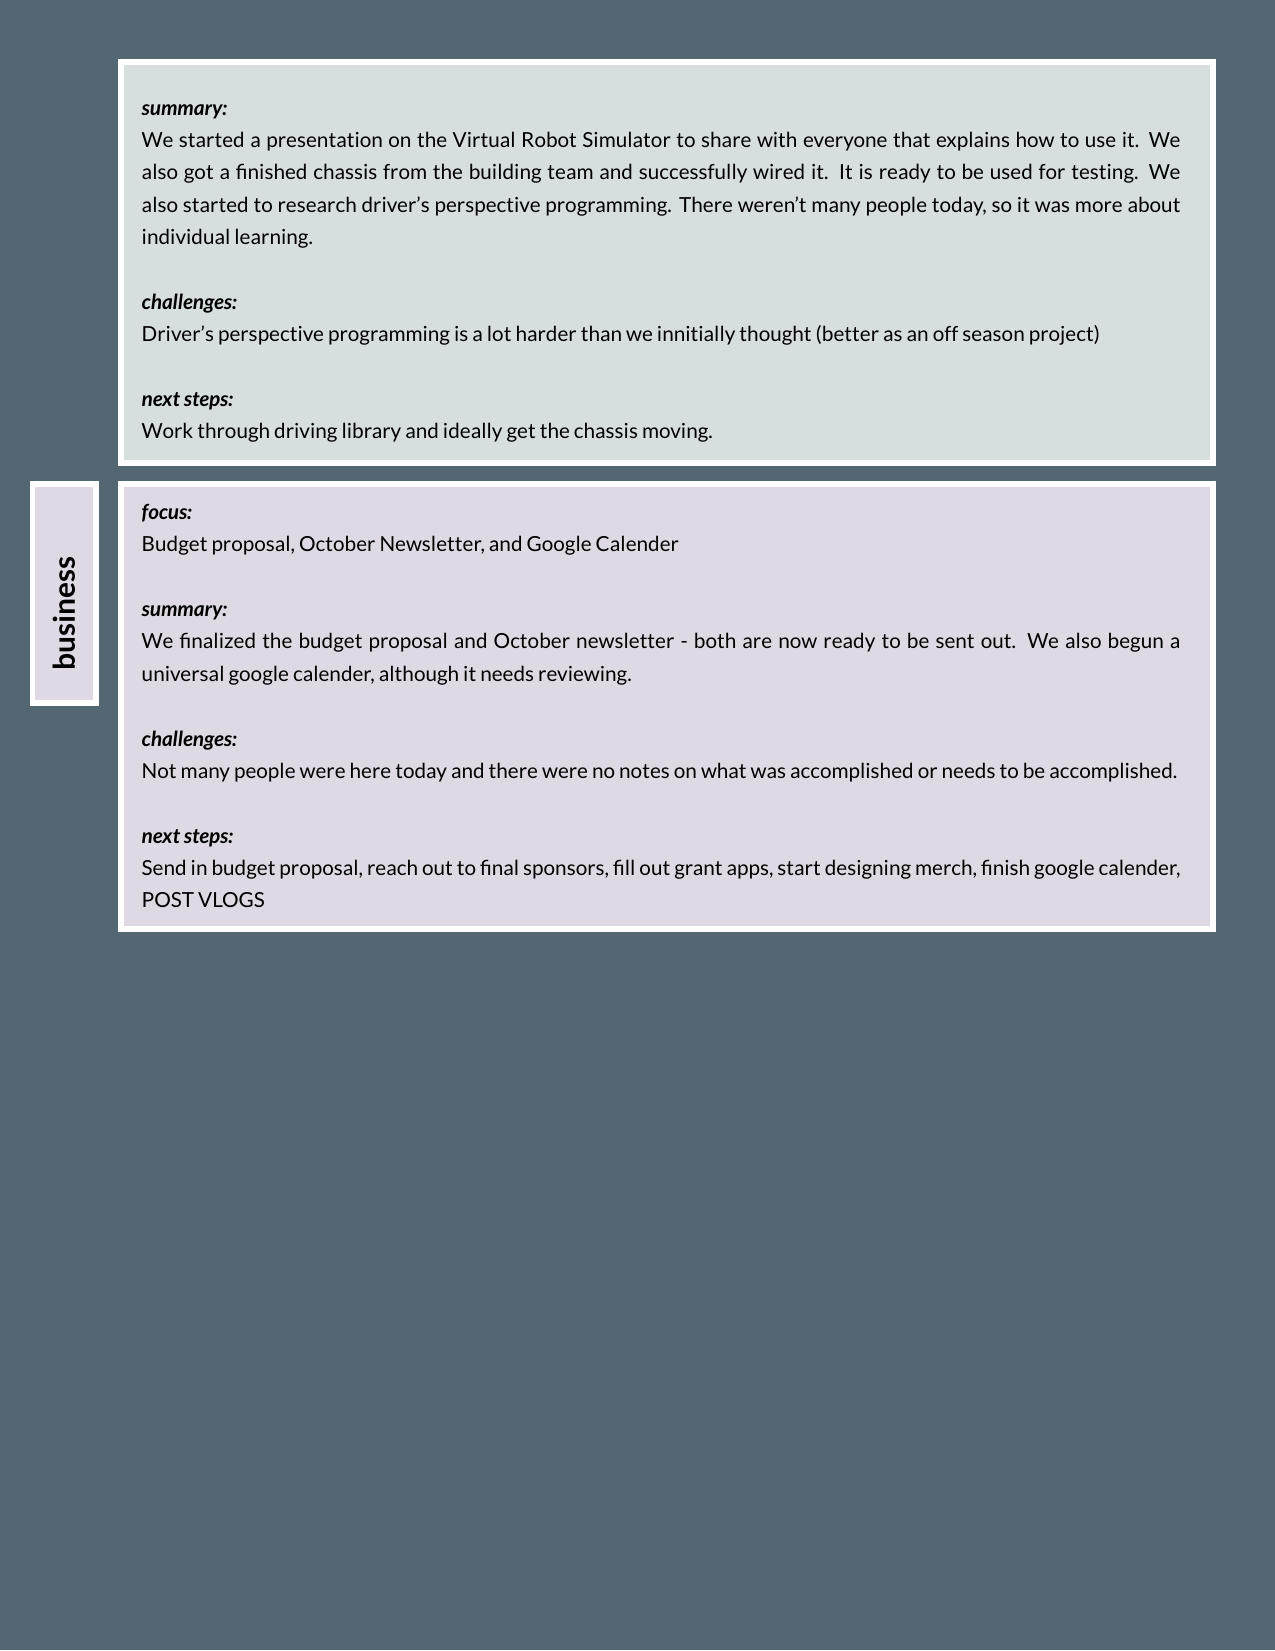 summary:
We started a presentation on the Virtual Robot Simulator to share with everyone that explains how to use it. We
also got a finished chassis from the building team and successfully wired it. It is ready to be used for testing. We
also started to research driver’s perspective programming. There weren’t many people today, so it was more about
individual learning.
challenges:
Driver’s perspective programming is a lot harder than we innitially thought (better as an off season project)
next steps:
Work through driving library and ideally get the chassis moving.
business
focus:
Budget proposal, October Newsletter, and Google Calender
summary:
We finalized the budget proposal and October newsletter - both are now ready to be sent out. We also begun a
universal google calender, although it needs reviewing.
challenges:
Not many people were here today and there were no notes on what was accomplished or needs to be accomplished.
next steps:
Send in budget proposal, reach out to final sponsors, fill out grant apps, start designing merch, finish google calender,
POST VLOGS